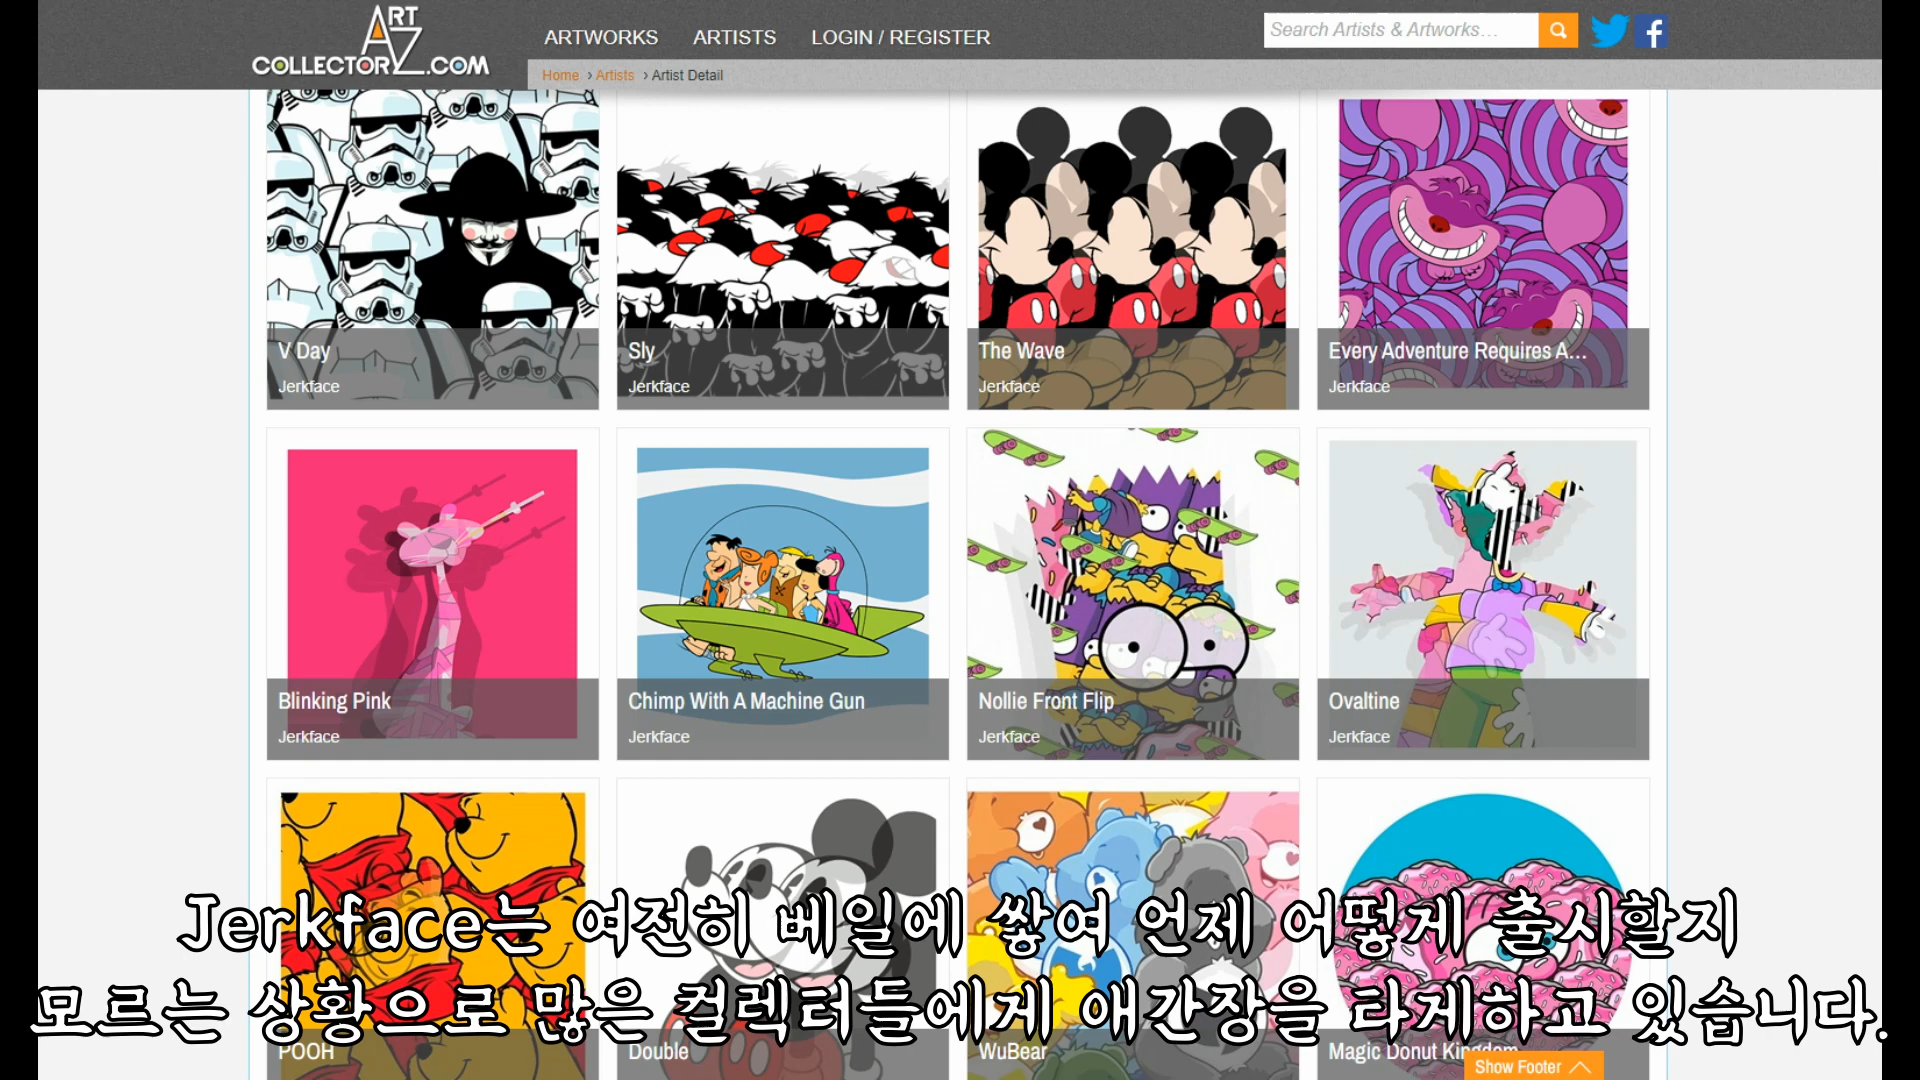 ART
COLLECTORZ.COM
ARTWORKS ARTISTS LOGIN / REGISTER
Search Artists & Artworks...
Home › Artists › Artist Detail
V Day
Jerkface
Sly
Jerkface
The Wave
Jerkface
Every Adventure Requires A...
Jerkface
Blinking Pink
Jerkface
Chimp With A Machine Gun
Jerkface
Nollie Front Flip
Jerkface
Ovaltine
Jerkface
Jerkface는 여전히 베일에 쌓여 언제 어떻게 출시할지
모르는 상황으로 많은 컬렉터들에게 애간장을 타게하고 있습니다.
POOH
Double
WuBear
Magic Donut Kingdom
Show Footer